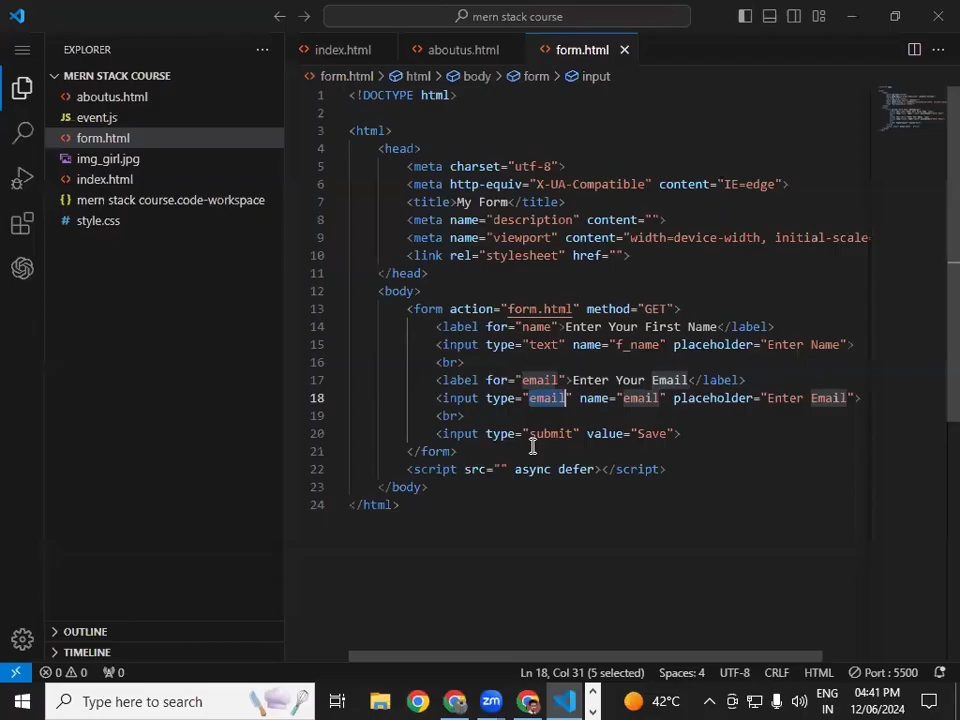 mern stack course
EXPLORER
index.html
aboutus.html
form.html
MERN STACK COURSE
form.html > html > body > form > input
aboutus.html
event.js
form.html
img_girl.jpg
index.html
mern stack course.code-workspace
style.css
1 <!DOCTYPE html>
2
3 <html>
4 <head>
5 <meta charset="utf-8">
6 <meta http-equiv="X-UA-Compatible" content="IE=edge">
7 <title>My Form</title>
8 <meta name="description" content="">
9 <meta name="viewport" content="width=device-width, initial-scale=
10 <link rel="stylesheet" href="">
11 </head>
12 <body>
13 <form action="form.html" method="GET">
14 <label for="name">Enter Your First Name</label>
15 <input type="text" name="f_name" placeholder="Enter Name">
16 <br>
17 <label for="email">Enter Your Email</label>
18 <input type="email" name="email" placeholder="Enter Email">
19 <br>
20 <input type="submit" value="Save">
21 </form>
22 <script src="" async defer></script>
23 </body>
24 </html>
OUTLINE
TIMELINE
0 0 0
Ln 18, Col 31 (5 selected) Spaces: 4 UTF-8 CRLF HTML Port : 5500
Type here to search
42°C
ENG
IN
04:41 PM
12/06/2024